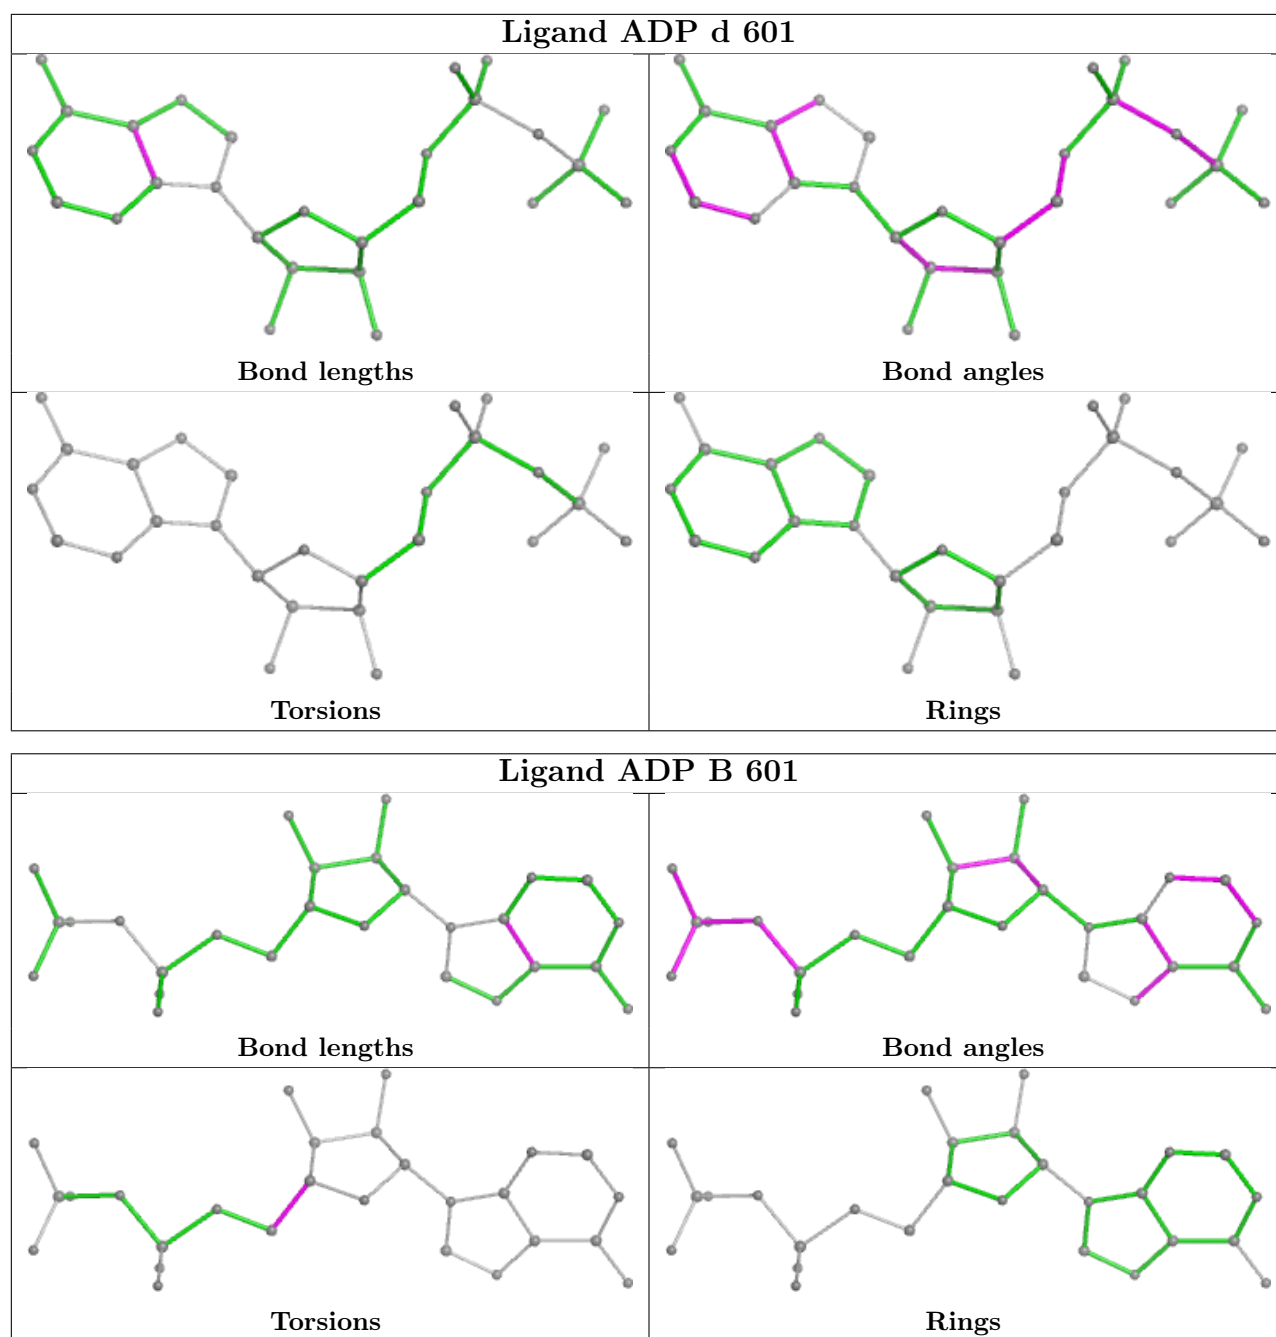 Ligand ADP d 601
Bond lengths
Bond angles
Torsions
Rings
Ligand ADP B 601
Bond lengths
Bond angles
Torsions
Rings